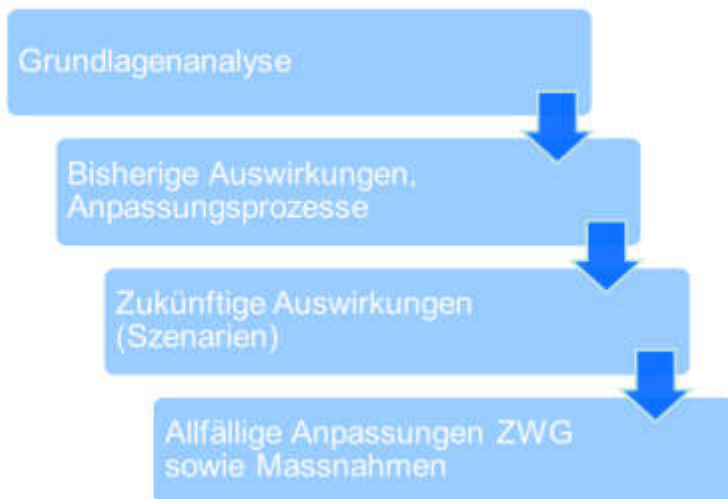 Grundlagenanalyse
Bisherige Auswirkungen,
Anpassungsprozesse
Zukünftige Auswirkungen
(Szenarien)
Allfällige Anpassungen ZWG
sowie Massnahmen